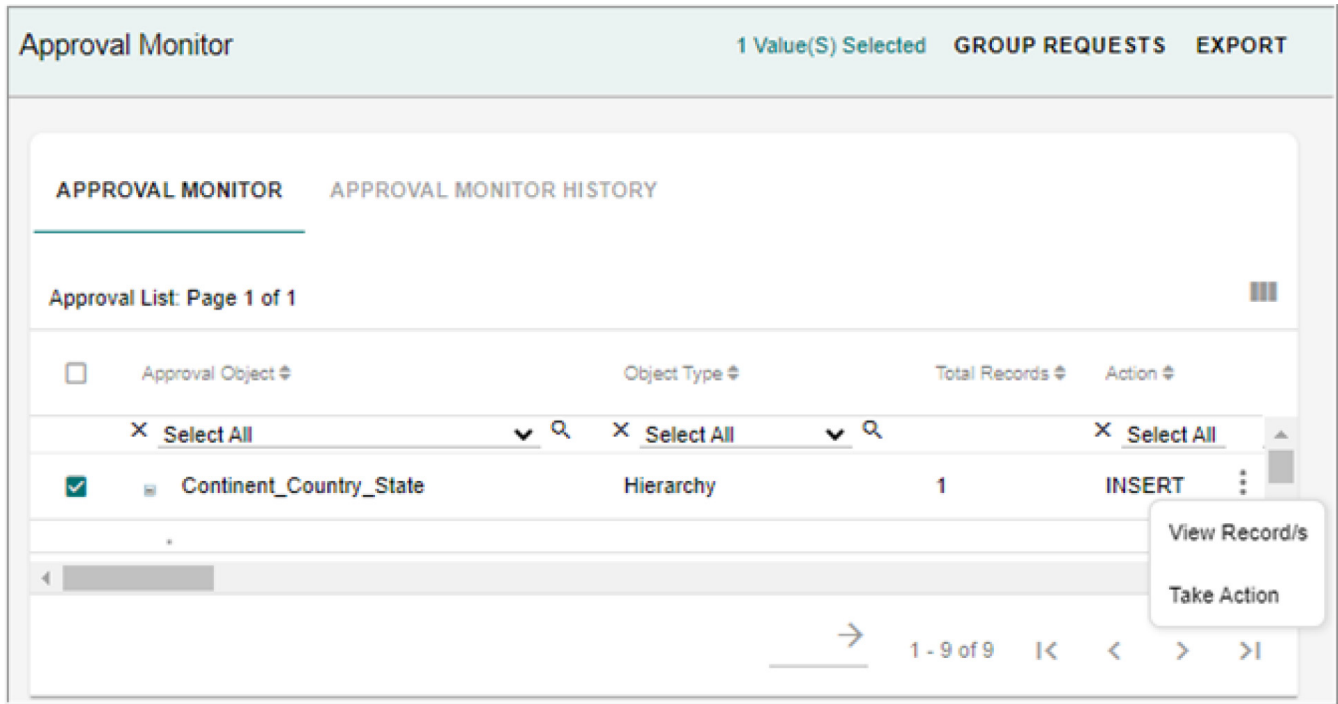 Approval Monitor 1 Value(S) Selected GROUP REQUESTS EXPORT
APPROVAL MONITOR APPROVAL MONITOR HISTORY
Approval List: Page 1 of 1
Approval Object Object Type Total Records Action
Select All Select All Select All
Continent_Country_State Hierarchy 1 INSERT
View Record/s
Take Action
1 - 9 of 9